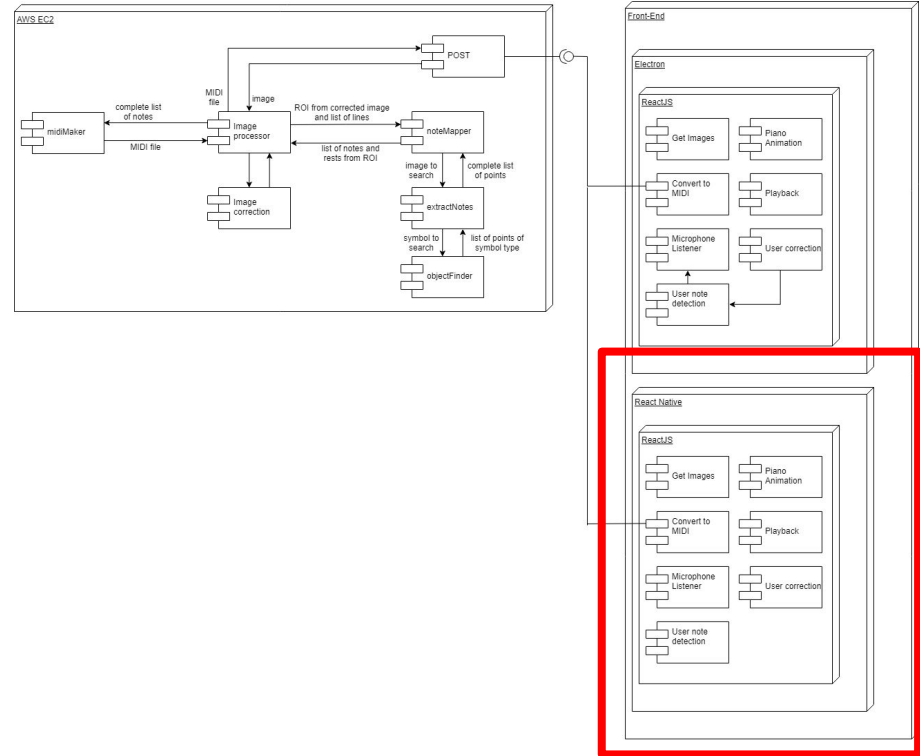 AWS EC2
POST
MIDI
file
image
complete list
of notes
midiMaker
MIDI file
Image
processor
ROI from corrected image
and list of lines
list of notes and
rests from ROI
noteMapper
image to
search
complete list
of points
Image
correction
extractNotes
symbol to
search
list of points of
symbol type
objectFinder
Front-End
Electron
ReactJS
Get Images
Piano
Animation
Convert to
MIDI
Playback
Microphone
Listener
User correction
User note
detection
React Native
ReactJS
Get Images
Piano
Animation
Convert to
MIDI
Playback
Microphone
Listener
User correction
User note
detection